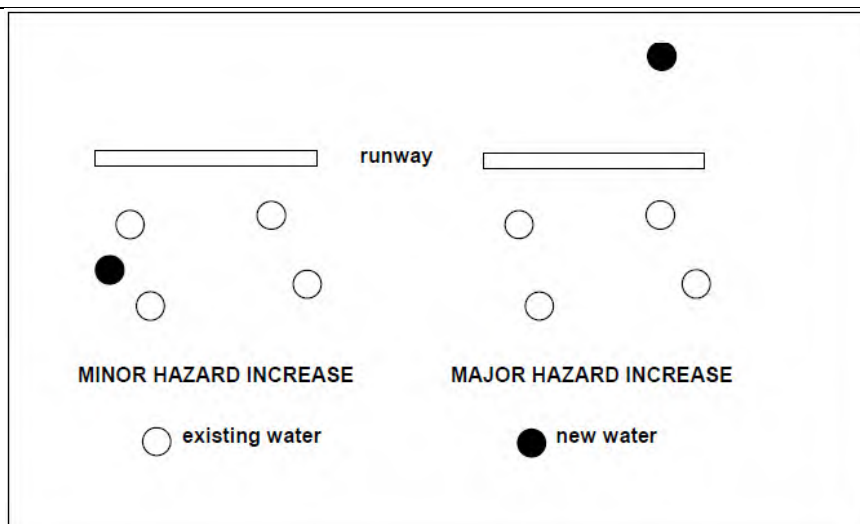 runway
MINOR HAZARD INCREASE
MAJOR HAZARD INCREASE
existing water
new water